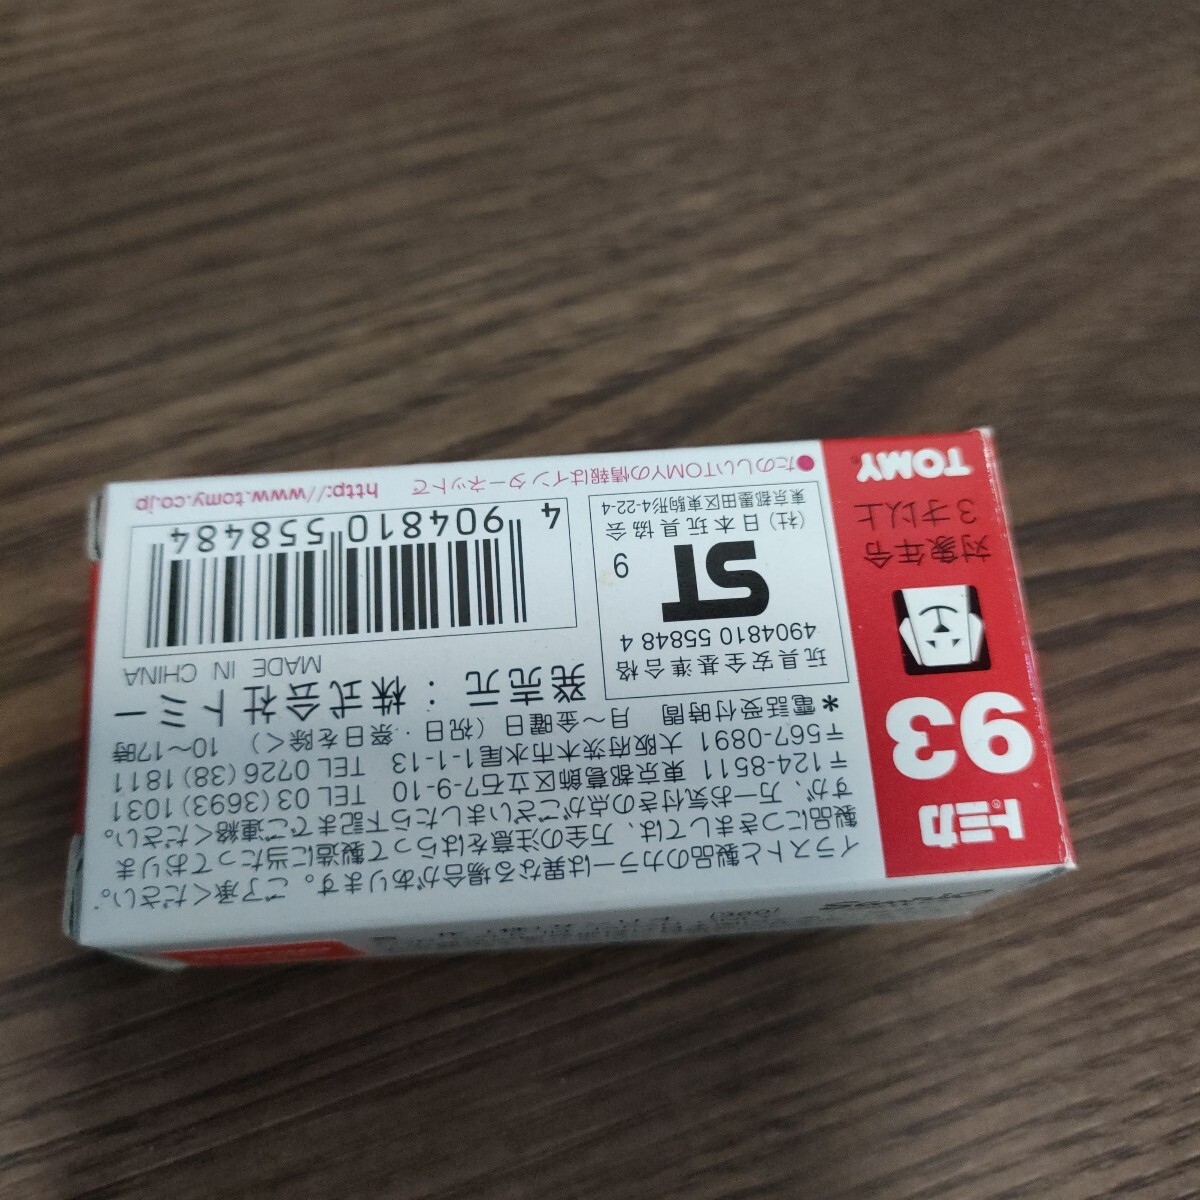 トミカ®
93
対象年令
3才以上
TOMY®
イラストと製品のカラーは異なる場合があります。ご了承ください。
製品につきましては、万全の注意をはらって製造に当たっておりま
すが、万一お気付きの点がございましたら下記までご連絡ください。
〒124-8511 東京都葛飾区立石7-9-10 TEL 03 (3693) 1031
〒567-0891 大阪府茨木市水尾1-1-13 TEL 0726 (38) 1811
*電話受付時間 月〜金曜日 (祝日・祭日を除く) 10〜17時
発売元：株式会社トミー
MADE IN CHINA
玩具安全基準合格
4904810 55848 4
ST
9
(社) 日本玩具協会
東京都墨田区東駒形4-22-4
4 904810 558484
●たのしいTOMYの情報はインターネットで http://www.tomy.co.jp